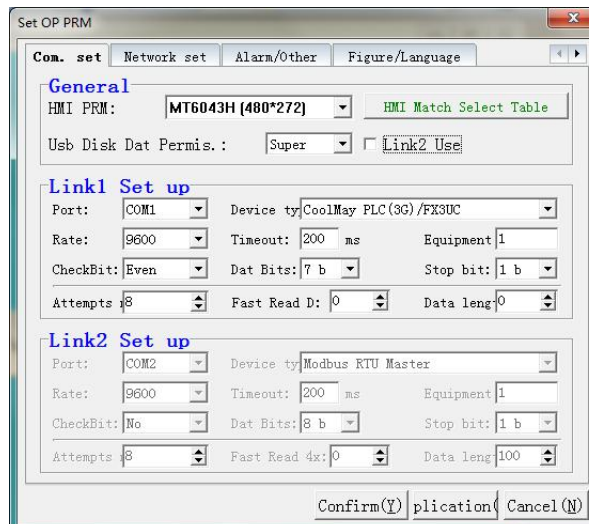 Set OP PRM
Com. set Network set Alarm/Other Figure/Language
General
HMI PRM: MT6043H (480*272) HMI Match Select Table
Usb Disk Dat Permis.: Super Link2 Use
Link1 Set up
Port: COM1 Device ty CoolMay PLC(3G)/FX3UC
Rate: 9600 Timeout: 200 ms Equipment 1
CheckBit: Even Dat Bits: 7 b Stop bit: 1 b
Attempts 8 Fast Read D: 0 Data leng 0
Link2 Set up
Port: COM2 Device ty Modbus RTU Master
Rate: 9600 Timeout: 200 ms Equipment 1
CheckBit: No Dat Bits: 8 b Stop bit: 1 b
Attempts 8 Fast Read 4x: 0 Data leng 100
Confirm(Y) plication( Cancel(N)